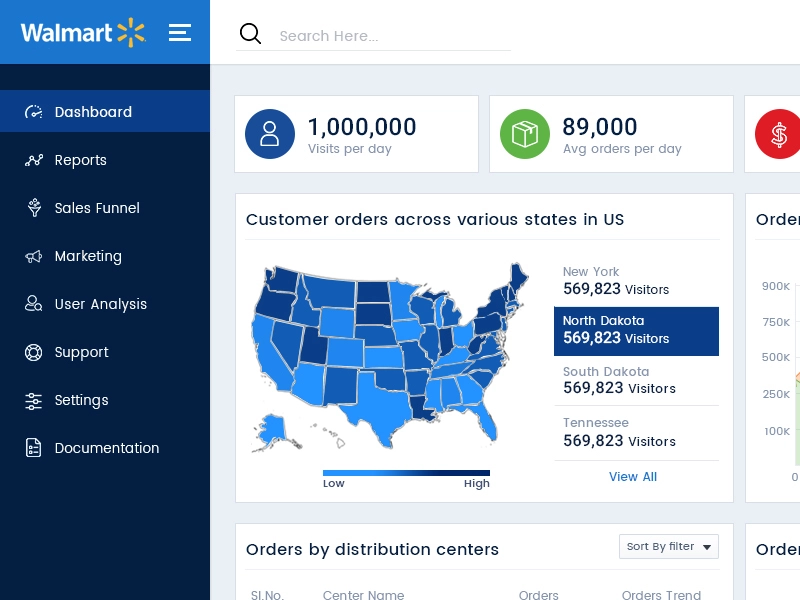 Walmart
Search Here...
Dashboard
Reports
Sales Funnel
Marketing
User Analysis
Support
Settings
Documentation
1,000,000
Visits per day
89,000
Avg orders per day
Customer orders across various states in US
New York
569,823 Visitors
North Dakota
569,823 Visitors
South Dakota
569,823 Visitors
Tennessee
569,823 Visitors
View All
Low High
Order
900K
750K
500K
250K
100K
0
Orders by distribution centers
Sort By filter
Sl.No. Center Name Orders Orders Trend
Order